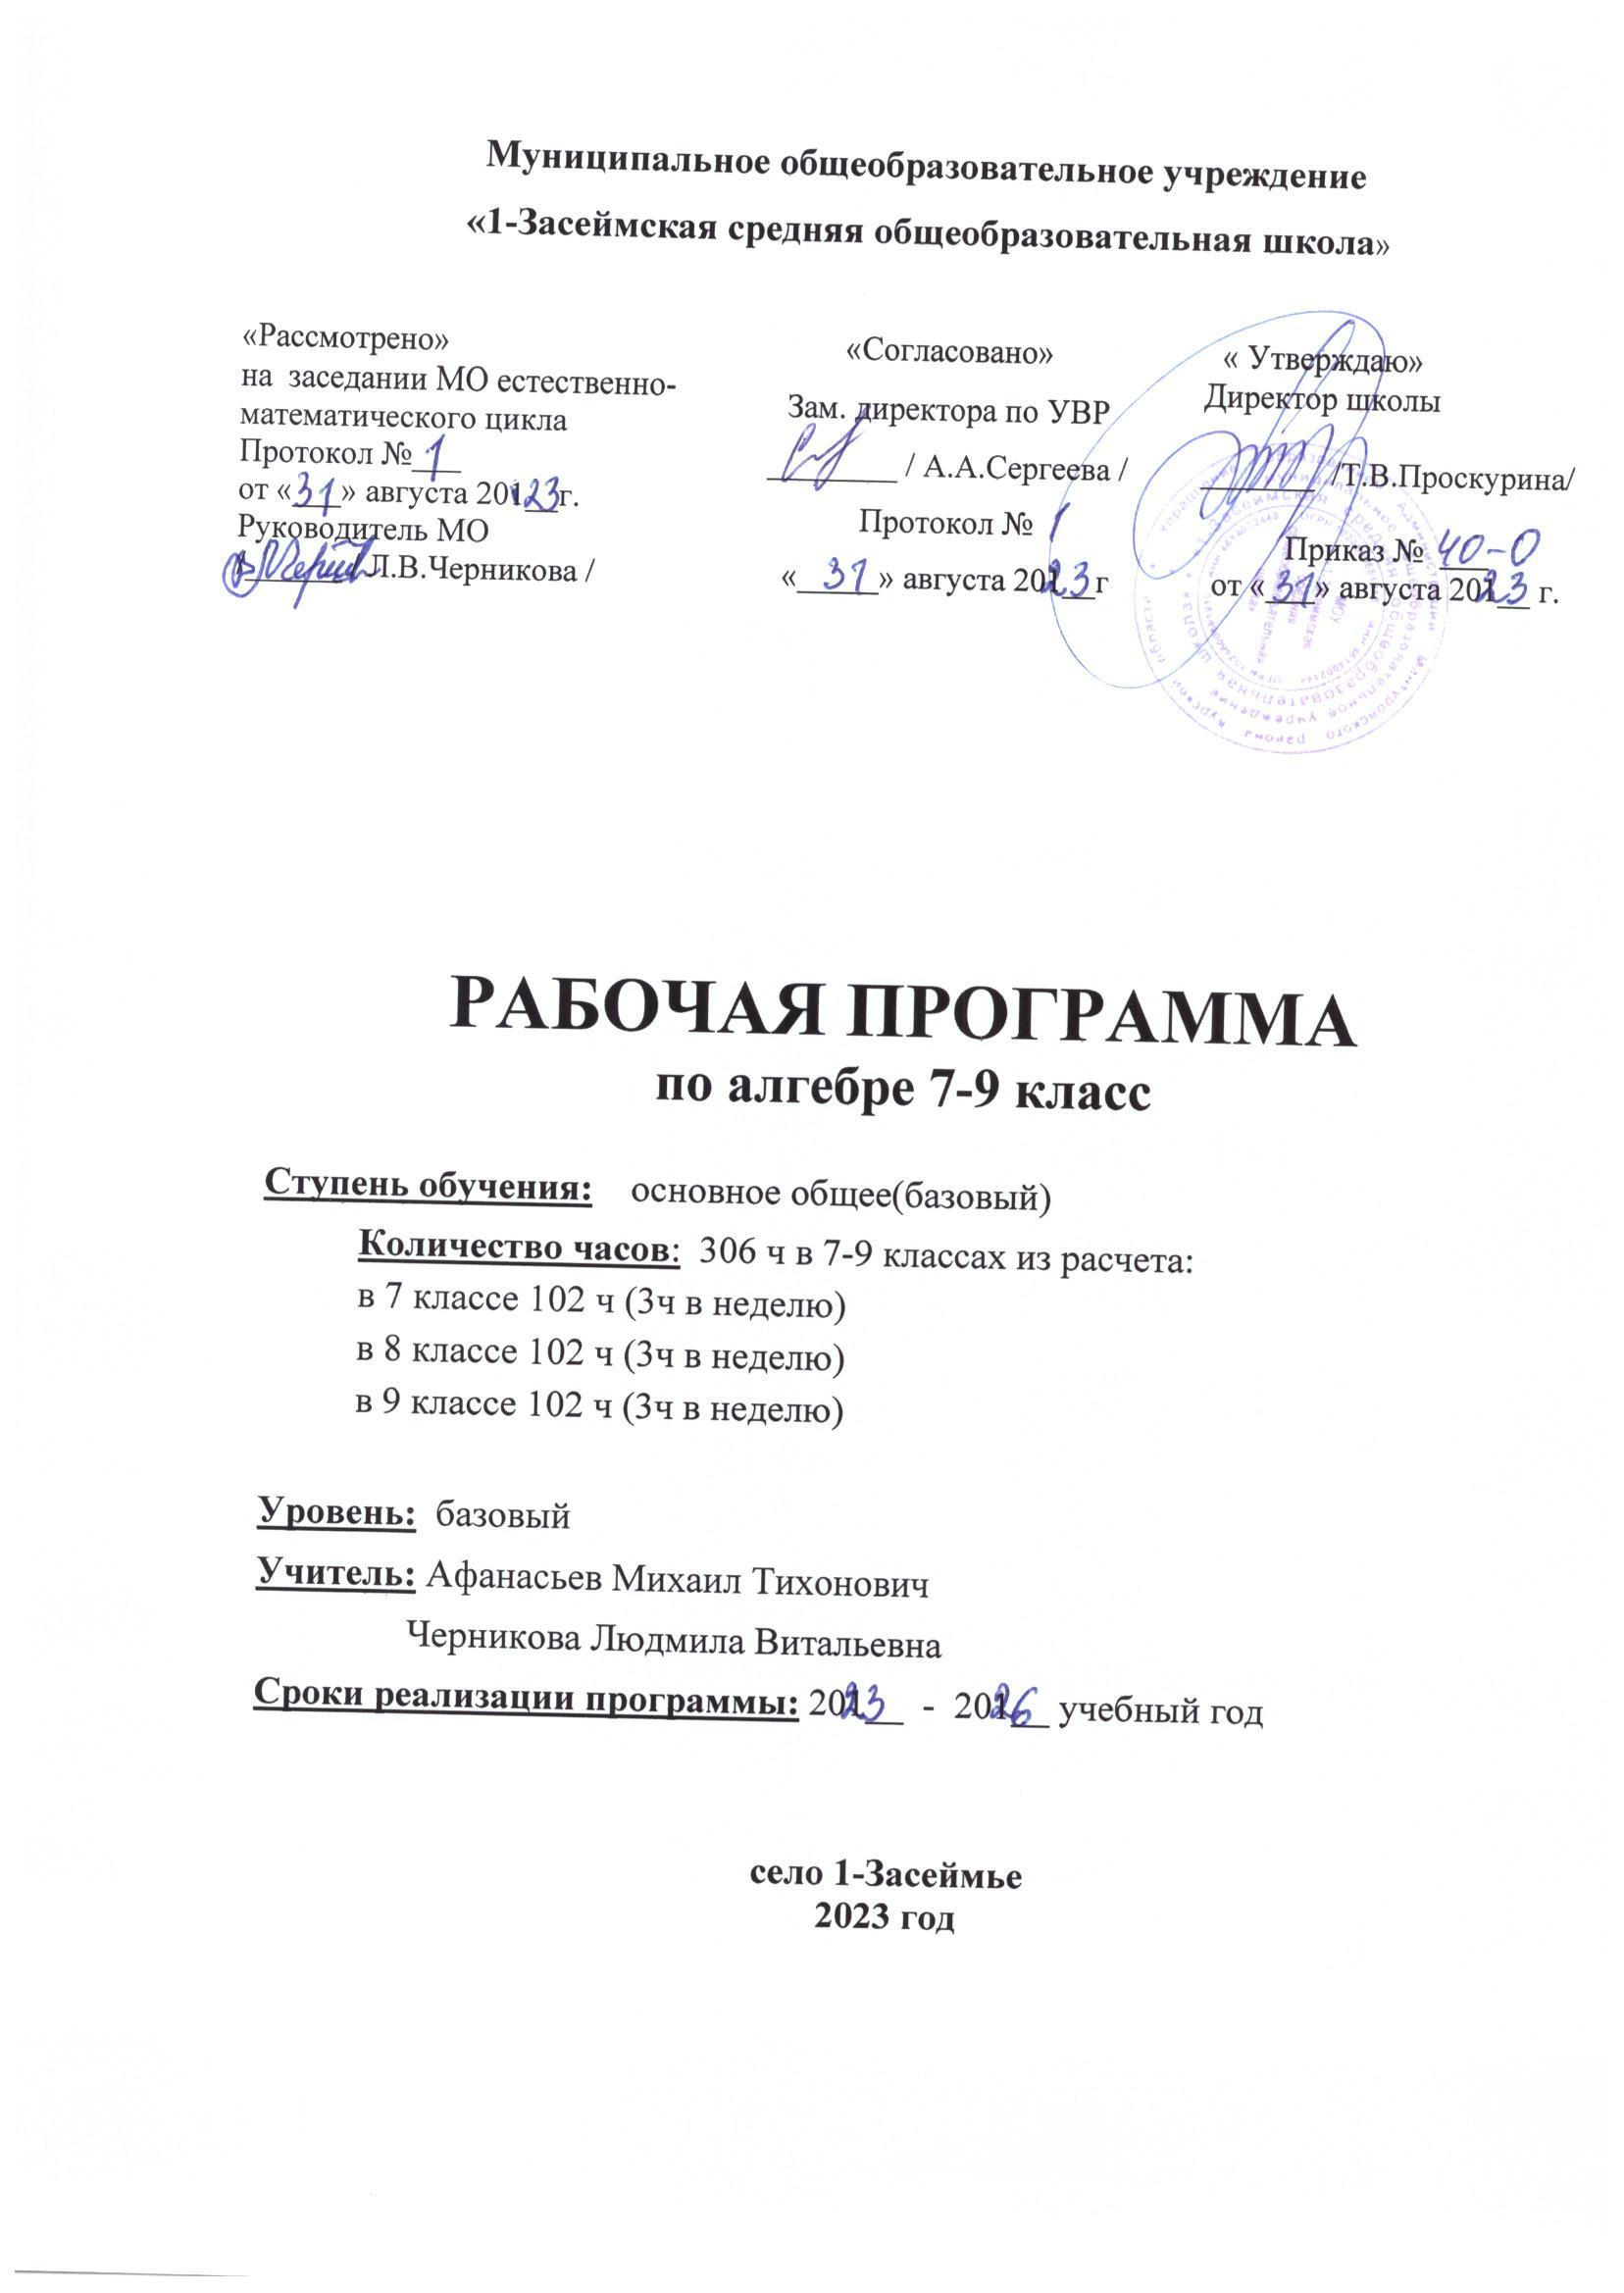 Муниципальное общеобразовательное учреждение
«1-Засеймская средняя общеобразовательная школа»
«Рассмотрено»
на заседании МО естественно-
математического цикла
Протокол № 1
от «31» августа 2023г.
Руководитель МО
/ Л.В.Черникова /
«Согласовано»
Зам. директора по УВР
/ А.А.Сергеева /
Протокол № 1
«31» августа 2023г
« Утверждаю»
Директор школы
/Т.В.Проскурина/
Приказ № 40-О
от «31» августа 2023 г.
РАБОЧАЯ ПРОГРАММА
по алгебре 7-9 класс
Ступень обучения: основное общее(базовый)
Количество часов: 306 ч в 7-9 классах из расчета:
в 7 классе 102 ч (3ч в неделю)
в 8 классе 102 ч (3ч в неделю)
в 9 классе 102 ч (3ч в неделю)
Уровень: базовый
Учитель: Афанасьев Михаил Тихонович
Черникова Людмила Витальевна
Сроки реализации программы: 2023 - 2026 учебный год
село 1-Засеймье
2023 год